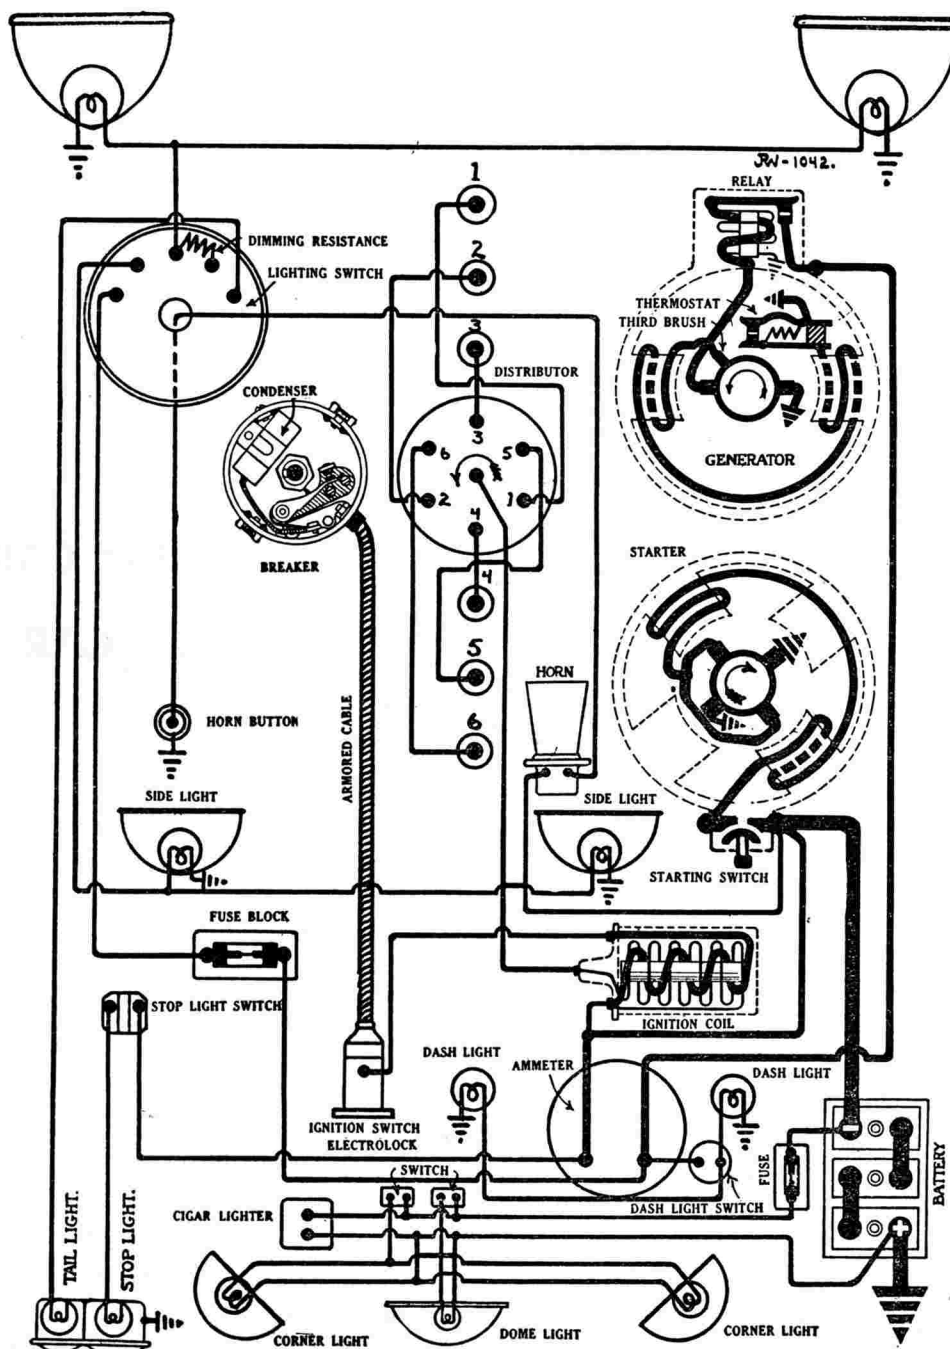 JRW-1042.
RELAY
1
2
DIMMING RESISTANCE
LIGHTING SWITCH
THERMOSTAT
THIRD BRUSH
3
DISTRIBUTOR
CONDENSER
3
6
5
2
1
4
GENERATOR
BREAKER
4
STARTER
5
HORN
HORN BUTTON
6
ARMORED CABLE
SIDE LIGHT
SIDE LIGHT
STARTING SWITCH
FUSE BLOCK
STOP LIGHT SWITCH
IGNITION COIL
DASH LIGHT
AMMETER
DASH LIGHT
IGNITION SWITCH
ELECTROLOCK
SWITCH
FUSE
BATTERY
DASH LIGHT SWITCH
CIGAR LIGHTER
TAIL LIGHT.
STOP LIGHT.
CORNER LIGHT
DOME LIGHT
CORNER LIGHT